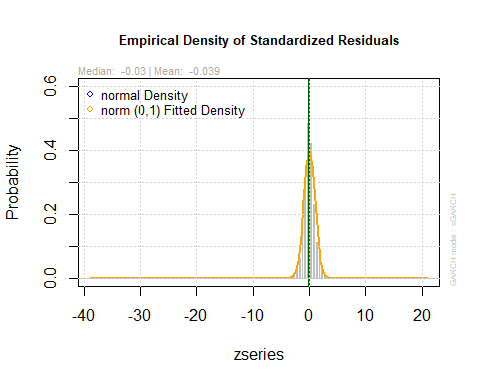 Empirical Density of Standardized Residuals
Median: -0.03 | Mean: -0.039
normal Density
norm (0,1) Fitted Density
Probability
0.6
0.4
0.2
0.0
-40 -30 -20 -10 0 10 20
zseries
GARCH model : sGARCH